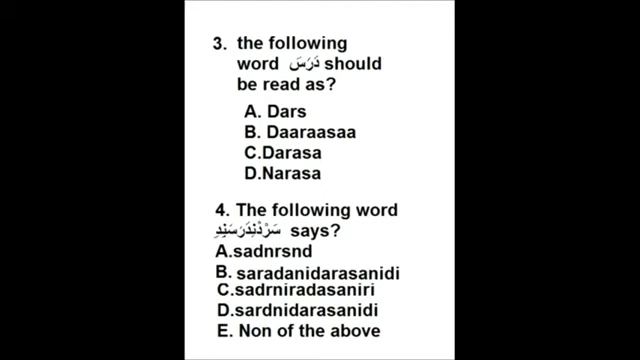 3. the following
word دَرَسَ should
be read as?
A. Dars
B. Daaraasaa
C.Darasa
D.Narasa
4. The following word
سَرْدْنِدَرَسَنِدِ says?
A.sadnrsnd
B. saradanidarasanidi
C.sadrniradasaniri
D.sardnidarasanidi
E. Non of the above